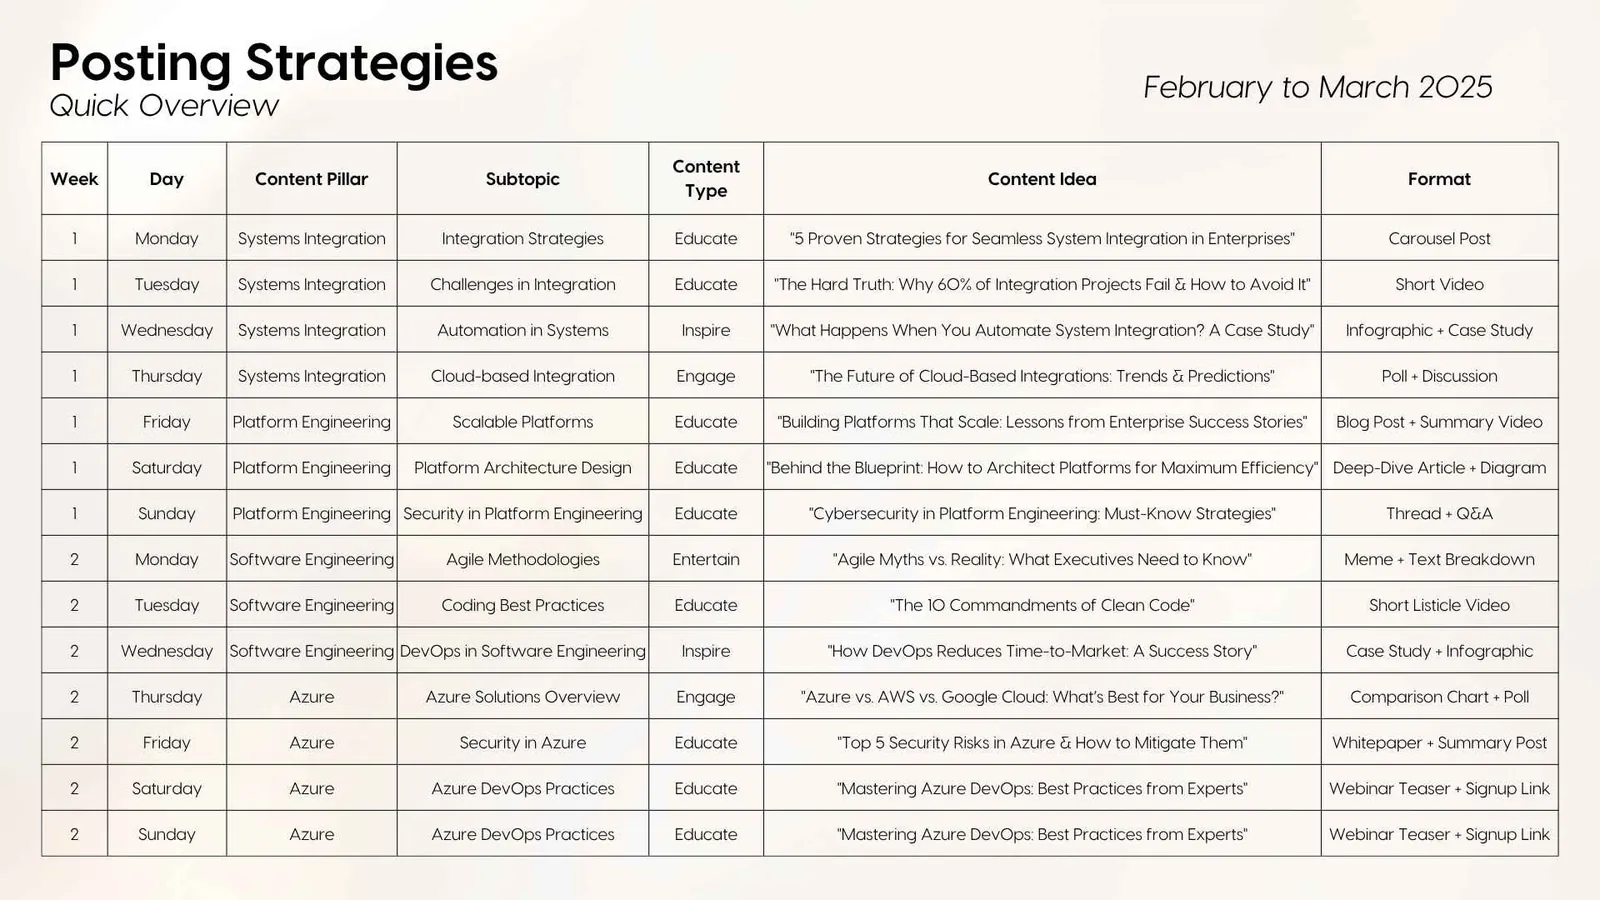 Posting Strategies
Quick Overview
February to March 2025
Week Day Content Pillar Subtopic Content Type Content Idea Format
1 Monday Systems Integration Integration Strategies Educate "5 Proven Strategies for Seamless System Integration in Enterprises" Carousel Post
1 Tuesday Systems Integration Challenges in Integration Educate "The Hard Truth: Why 60% of Integration Projects Fail & How to Avoid It" Short Video
1 Wednesday Systems Integration Automation in Systems Inspire "What Happens When You Automate System Integration? A Case Study" Infographic + Case Study
1 Thursday Systems Integration Cloud-based Integration Engage "The Future of Cloud-Based Integrations: Trends & Predictions" Poll + Discussion
1 Friday Platform Engineering Scalable Platforms Educate "Building Platforms That Scale: Lessons from Enterprise Success Stories" Blog Post + Summary Video
1 Saturday Platform Engineering Platform Architecture Design Educate "Behind the Blueprint: How to Architect Platforms for Maximum Efficiency" Deep-Dive Article + Diagram
1 Sunday Platform Engineering Security in Platform Engineering Educate "Cybersecurity in Platform Engineering: Must-Know Strategies" Thread + Q&A
2 Monday Software Engineering Agile Methodologies Entertain "Agile Myths vs. Reality: What Executives Need to Know" Meme + Text Breakdown
2 Tuesday Software Engineering Coding Best Practices Educate "The 10 Commandments of Clean Code" Short Listicle Video
2 Wednesday Software Engineering DevOps in Software Engineering Inspire "How DevOps Reduces Time-to-Market: A Success Story" Case Study + Infographic
2 Thursday Azure Azure Solutions Overview Engage "Azure vs. AWS vs. Google Cloud: What's Best for Your Business?" Comparison Chart + Poll
2 Friday Azure Security in Azure Educate "Top 5 Security Risks in Azure & How to Mitigate Them" Whitepaper + Summary Post
2 Saturday Azure Azure DevOps Practices Educate "Mastering Azure DevOps: Best Practices from Experts" Webinar Teaser + Signup Link
2 Sunday Azure Azure DevOps Practices Educate "Mastering Azure DevOps: Best Practices from Experts" Webinar Teaser + Signup Link